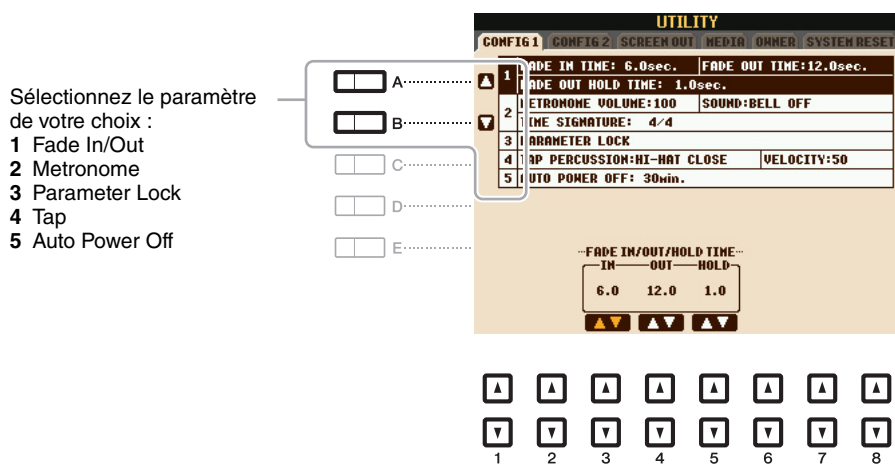 UTILITY
CONFIG 1 CONFIG 2 SCREEN OUT MEDIA OWNER SYSTEM RESET
1 FADE IN TIME: 6.0sec. FADE OUT TIME:12.0sec.
FADE OUT HOLD TIME: 1.0sec.
2 METRONOME VOLUME:100 SOUND:BELL OFF
TIME SIGNATURE: 4/4
3 PARAMETER LOCK
4 TAP PERCUSSION:HI-HAT CLOSE VELOCITY:50
5 AUTO POWER OFF: 30min.
Sélectionnez le paramètre
de votre choix :
1 Fade In/Out
2 Metronome
3 Parameter Lock
4 Tap
5 Auto Power Off
A
B
C
D
E
FADE IN/OUT/HOLD TIME
IN OUT HOLD
6.0 12.0 1.0
1 2 3 4 5 6 7 8